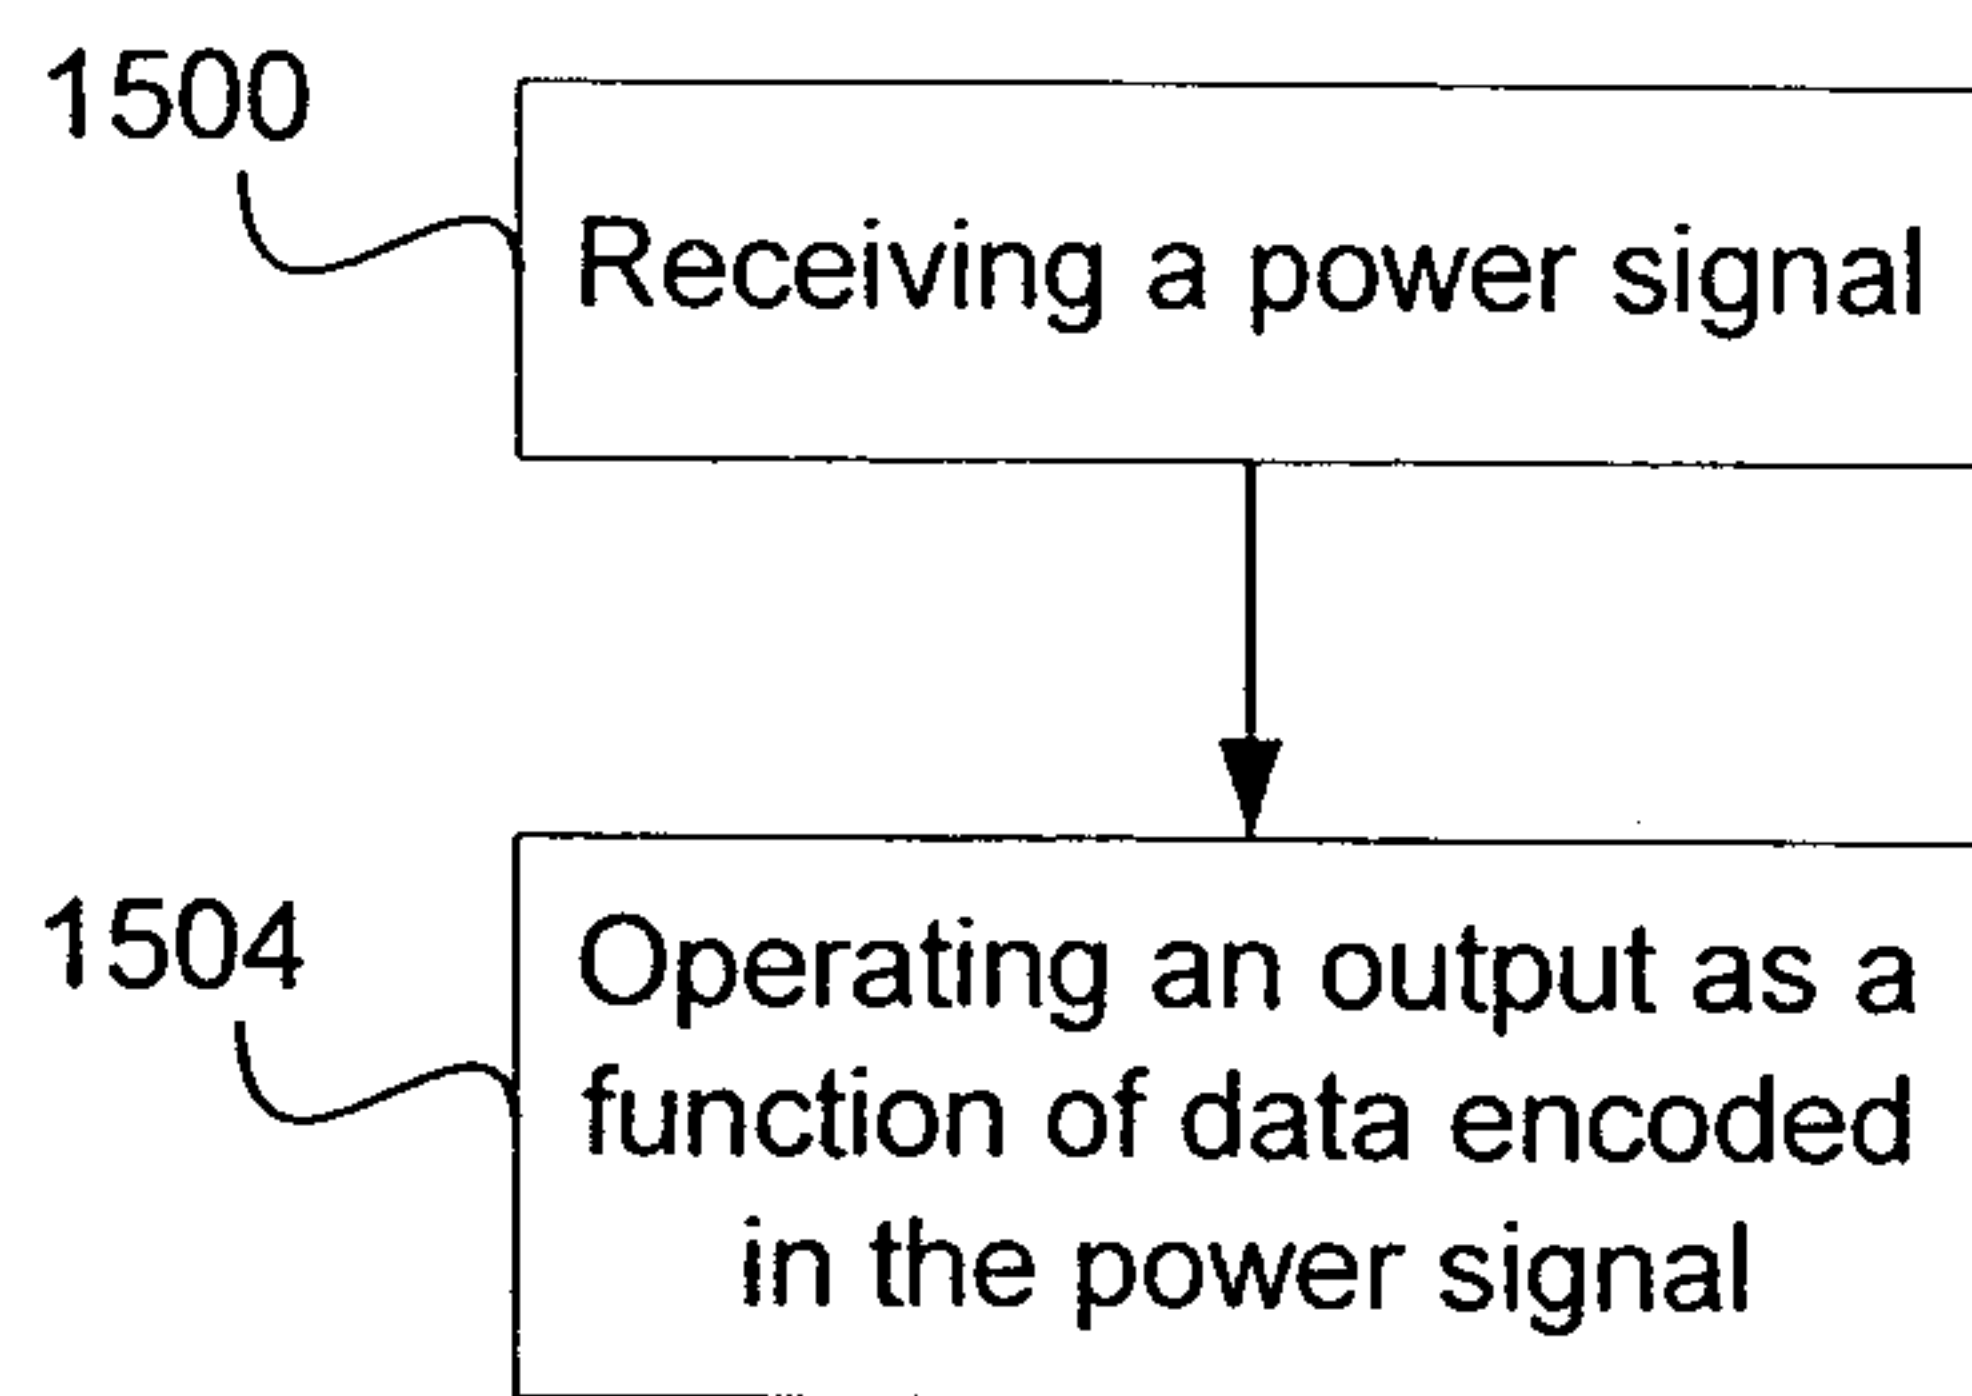 1500
Receiving a power signal
1504
Operating an output as a
function of data encoded
in the power signal